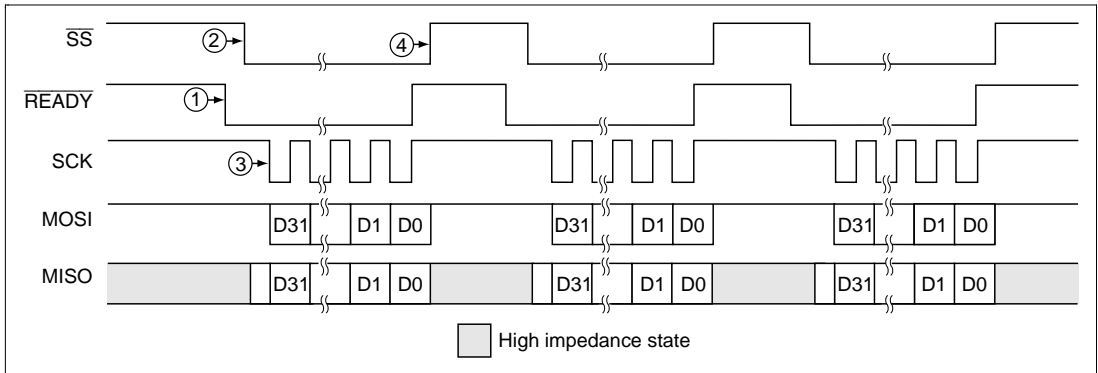 SS ② ④
READY ①
SCK ③
MOSI D31 D1 D0 D31 D1 D0 D31 D1 D0
MISO D31 D1 D0 D31 D1 D0 D31 D1 D0
High impedance state